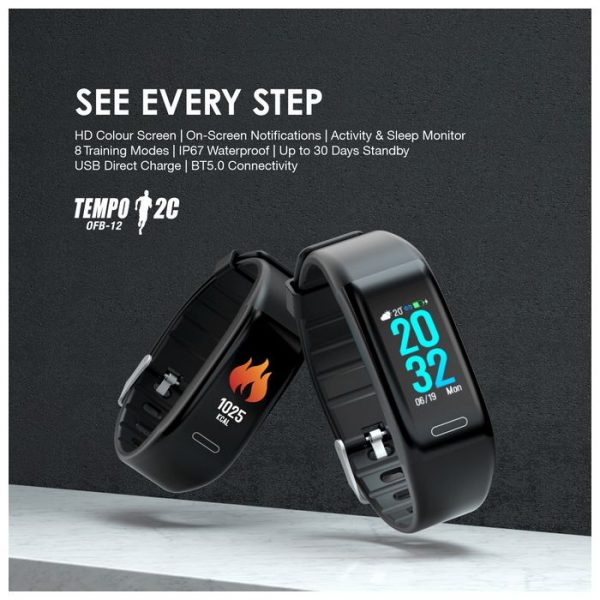 SEE EVERY STEP
HD Colour Screen | On-Screen Notifications | Activity & Sleep Monitor
8 Training Modes | IP67 Waterproof | Up to 30 Days Standby
USB Direct Charge | BT5.0 Connectivity
TEMPO 2C
OFB-12
20°
20
32
06/19 Mon
1025
KCAL